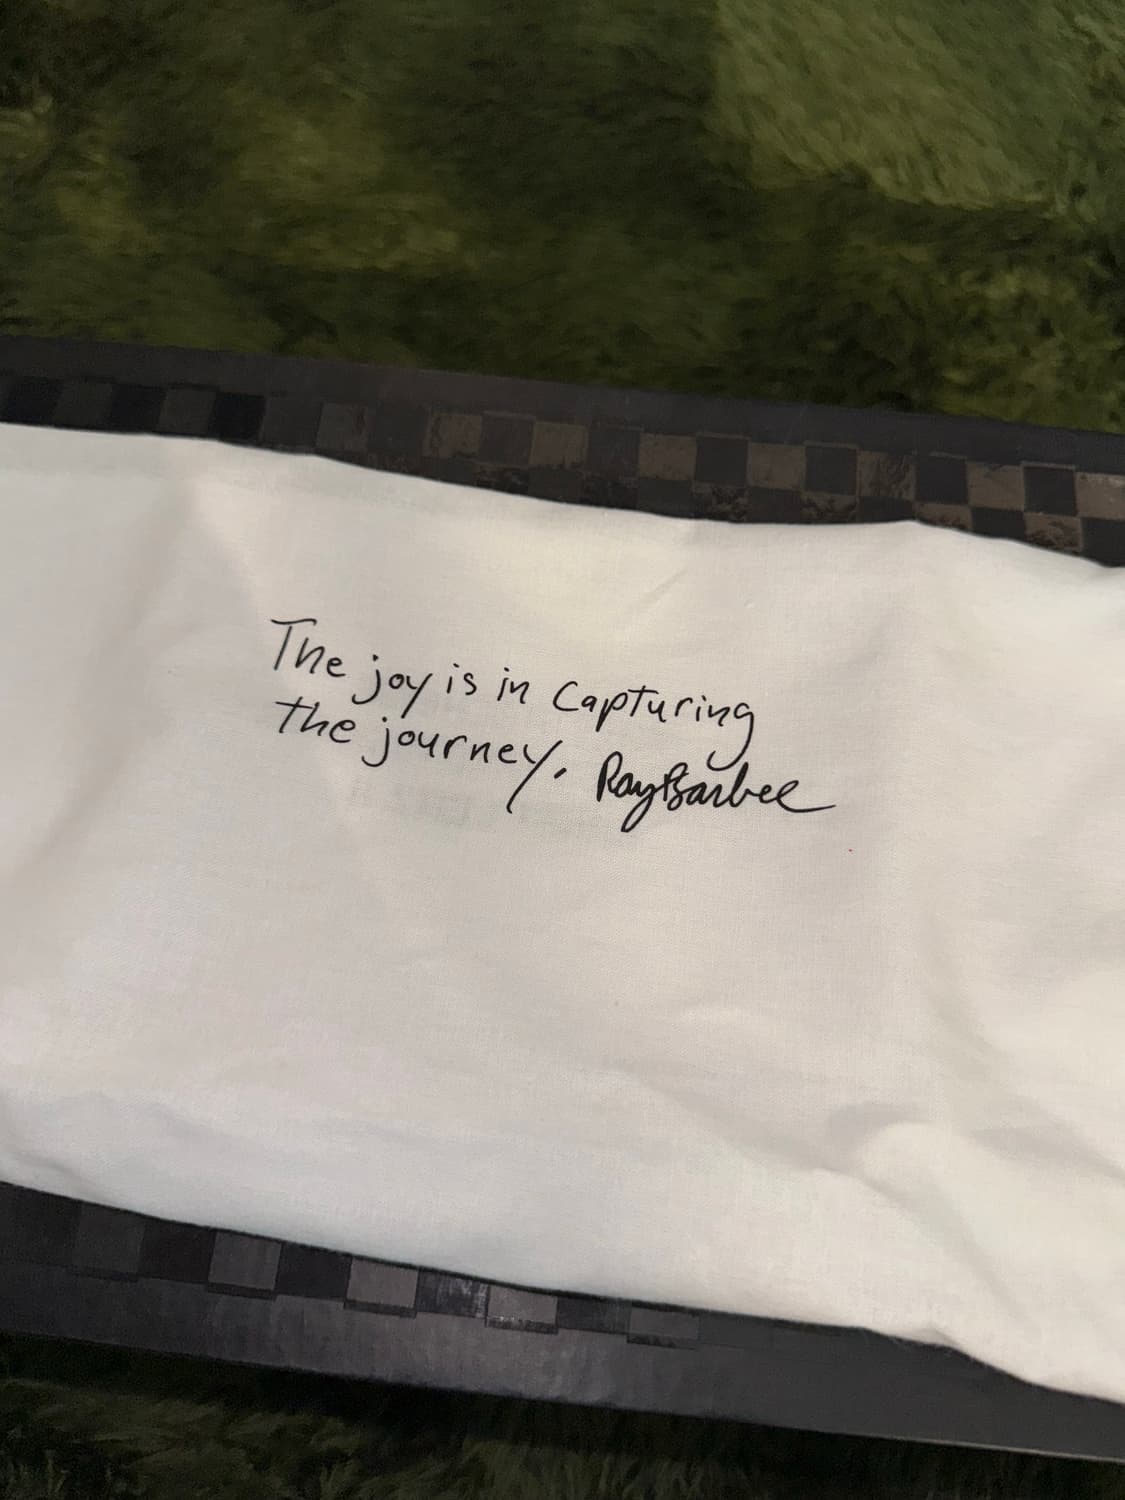 The joy is in Capturing
the journey. Ray Barbee